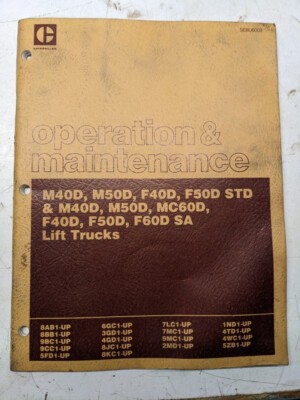 CATERPILLAR
operation &
maintenance
M40D, M50D, F40D, F50D STD
& M40D, M50D, MC60D,
F40D, F50D, F60D SA
Lift Trucks
8AB1-UP 6GC1-UP 7LC1-UP 1ND1-UP
8BB1-UP 3GD1-UP 7MC1-UP 4TD1-UP
9BC1-UP 4GD1-UP 9MC1-UP 4WC1-UP
9CC1-UP 8JC1-UP 2MD1-UP 5ZB1-UP
5FD1-UP 8KC1-UP